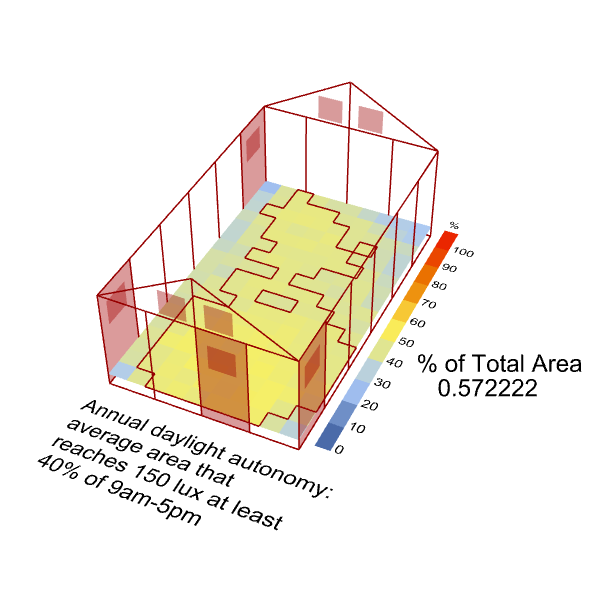 %
100
90
80
70
60
50
40
30
20
10
0
% of Total Area
0.572222
Annual daylight autonomy:
average area that
reaches 150 lux at least
40% of 9am-5pm